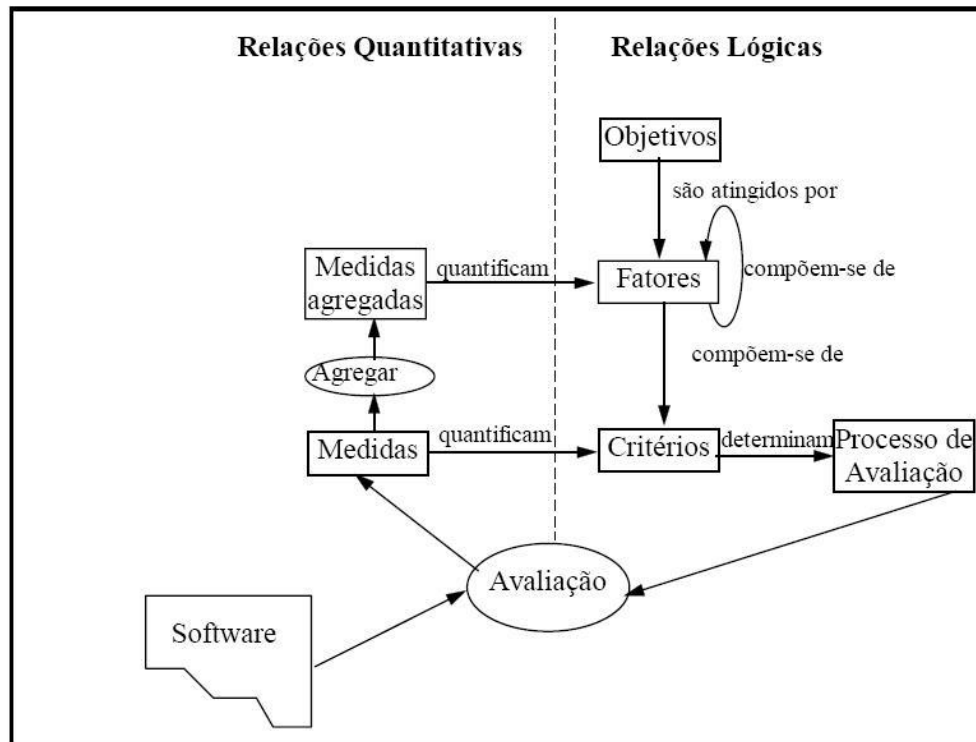 Relações Quantitativas
Relações Lógicas
Objetivos
são atingidos por
Medidas
agregadas
quantificam
Fatores
compõem-se de
Agregar
compõem-se de
Medidas
quantificam
Critérios
determinam
Processo de
Avaliação
Avaliação
Software